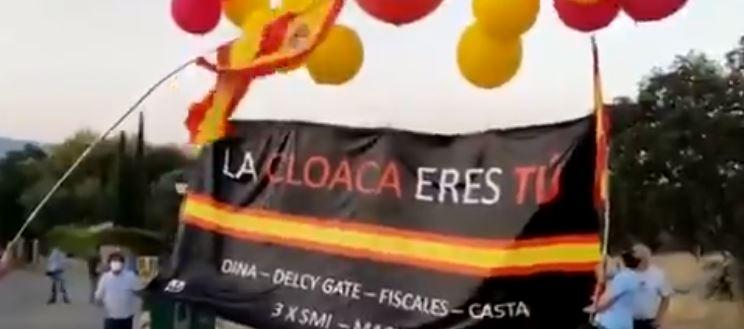 LA CLOACA ERES TÚ
DINA – DELCY GATE – FISCALES – CASTA
3 X SMI –